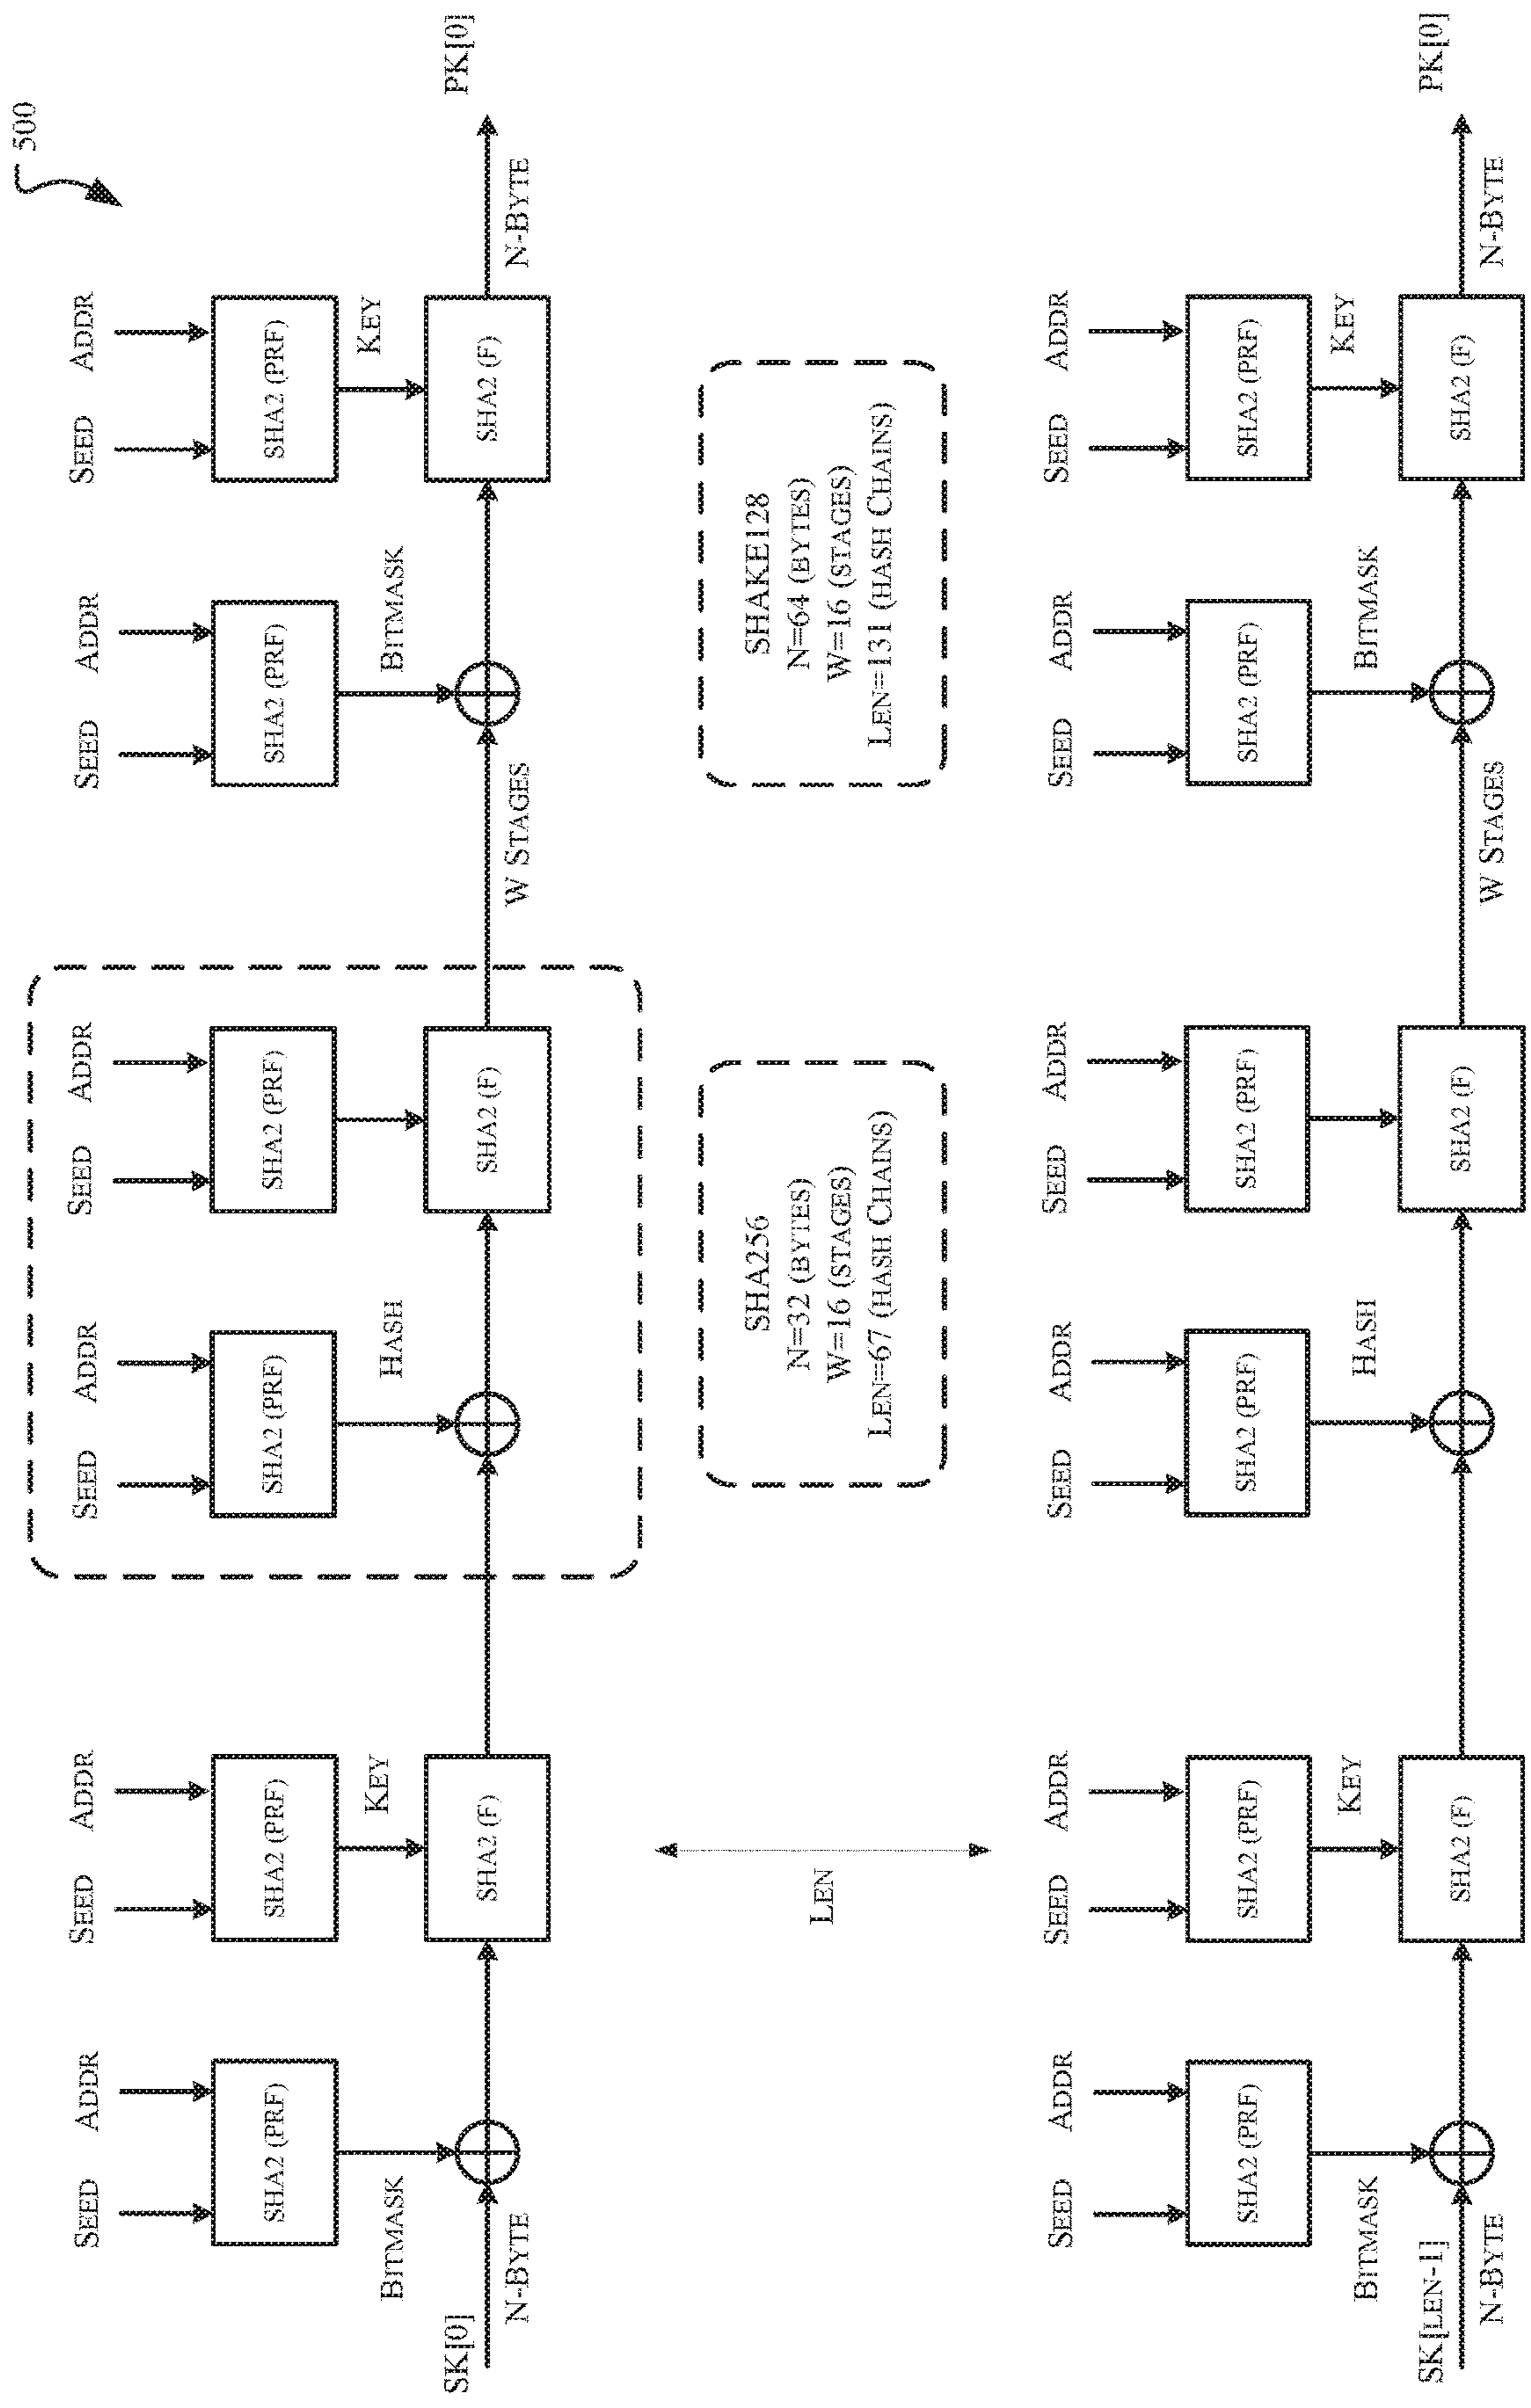 500
SEED ADDR
SEED ADDR
SEED ADDR
SEED ADDR
SEED ADDR
SEED ADDR
SHA2 (PRF)
SHA2 (PRF)
SHA2 (PRF)
SHA2 (PRF)
SHA2 (PRF)
SHA2 (PRF)
BITMASK
KEY
HASH
BITMASK
KEY
SK[0]
SHA2 (F)
SHA2 (F)
SHA2 (F)
PK[0]
N-BYTE
W STAGES
N-BYTE
LEN
SHA256
N=32 (BYTES)
W=16 (STAGES)
LEN=67 (HASH CHAINS)
SHAKE128
N=64 (BYTES)
W=16 (STAGES)
LEN=131 (HASH CHAINS)
SEED ADDR
SEED ADDR
SEED ADDR
SEED ADDR
SEED ADDR
SEED ADDR
SHA2 (PRF)
SHA2 (PRF)
SHA2 (PRF)
SHA2 (PRF)
SHA2 (PRF)
SHA2 (PRF)
BITMASK
KEY
HASH
BITMASK
KEY
SK[LEN-1]
SHA2 (F)
SHA2 (F)
SHA2 (F)
PK[0]
N-BYTE
W STAGES
N-BYTE